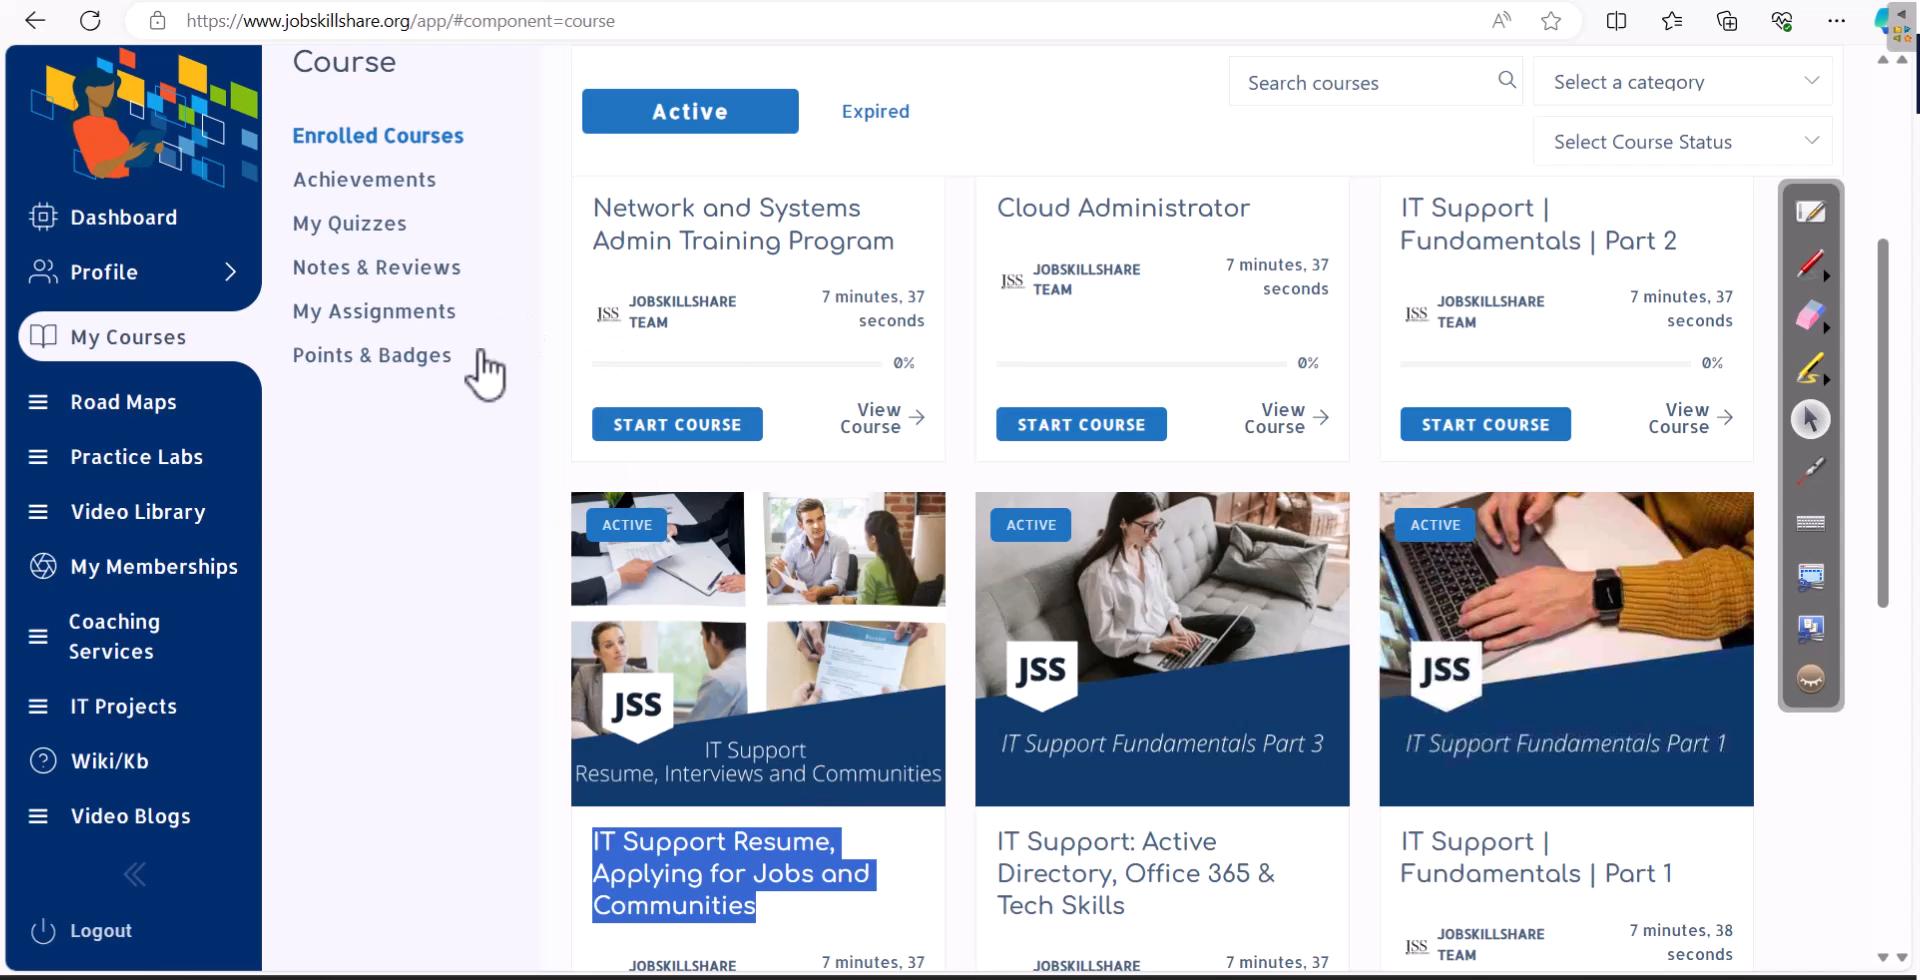 https://www.jobskillshare.org/app/#component=course
Dashboard
Profile
My Courses
Road Maps
Practice Labs
Video Library
My Memberships
Coaching
Services
IT Projects
Wiki/Kb
Video Blogs
Logout
Course
Enrolled Courses
Achievements
My Quizzes
Notes & Reviews
My Assignments
Points & Badges
Active
Expired
Search courses
Select a category
Select Course Status
Network and Systems
Admin Training Program
JSS
JOBSKILLSHARE
TEAM
7 minutes, 37
seconds
0%
START COURSE
View
Course
Cloud Administrator
JSS
JOBSKILLSHARE
TEAM
7 minutes, 37
seconds
0%
START COURSE
View
Course
IT Support |
Fundamentals | Part 2
JSS
JOBSKILLSHARE
TEAM
7 minutes, 37
seconds
0%
START COURSE
View
Course
ACTIVE
JSS
IT Support
Resume, Interviews and Communities
IT Support Resume,
Applying for Jobs and
Communities
JOBSKILLSHARE
7 minutes, 37
ACTIVE
JSS
IT Support Fundamentals Part 3
IT Support: Active
Directory, Office 365 &
Tech Skills
JOBSKILLSHARE
7 minutes, 37
ACTIVE
JSS
IT Support Fundamentals Part 1
IT Support |
Fundamentals | Part 1
JSS
JOBSKILLSHARE
TEAM
7 minutes, 38
seconds